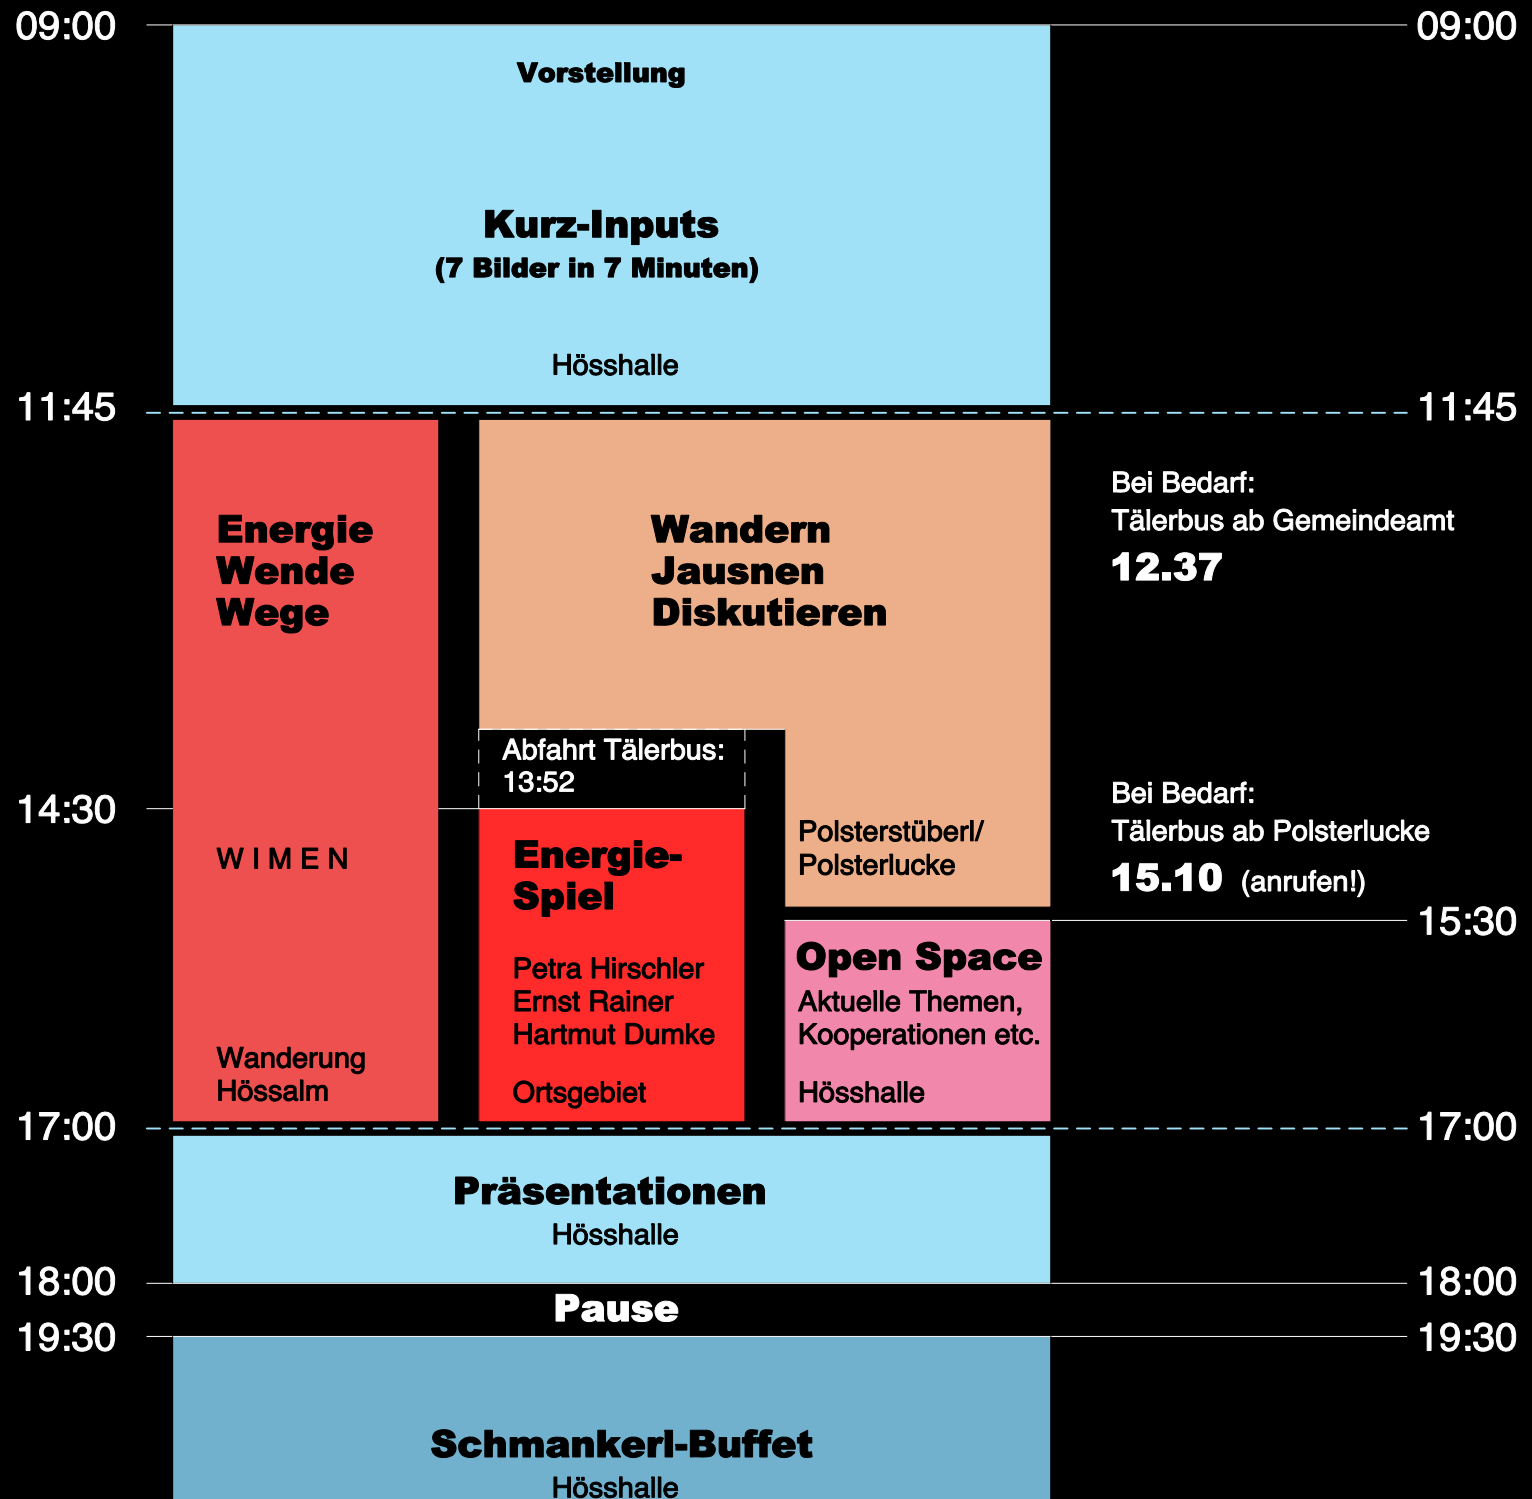 09:00
09:00
Vorstellung
Kurz-Inputs
(7 Bilder in 7 Minuten)
Hösshalle
11:45
11:45
Energie
Wende
Wege
WIMEN
Wanderung
Hössalm
Wandern
Jausnen
Diskutieren
Polsterstüberl/
Polsterlucke
Bei Bedarf:
Tälerbus ab Gemeindeamt
12.37
Abfahrt Tälerbus:
13:52
14:30
Energie-
Spiel
Petra Hirschler
Ernst Rainer
Hartmut Dumke
Ortsgebiet
Bei Bedarf:
Tälerbus ab Polsterlucke
15.10 (anrufen!)
15:30
Open Space
Aktuelle Themen,
Kooperationen etc.
Hösshalle
17:00
17:00
Präsentationen
Hösshalle
18:00
18:00
Pause
19:30
19:30
Schmankerl-Buffet
Hösshalle